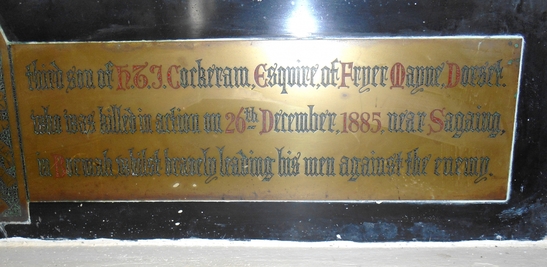 third son of H.T.J. Cockeram, Esquire, of Fryer Mayne, Dorset.
who was killed in action on 26th December, 1885, near Sagaing,
in Burmah, whilst bravely leading his men against the enemy.